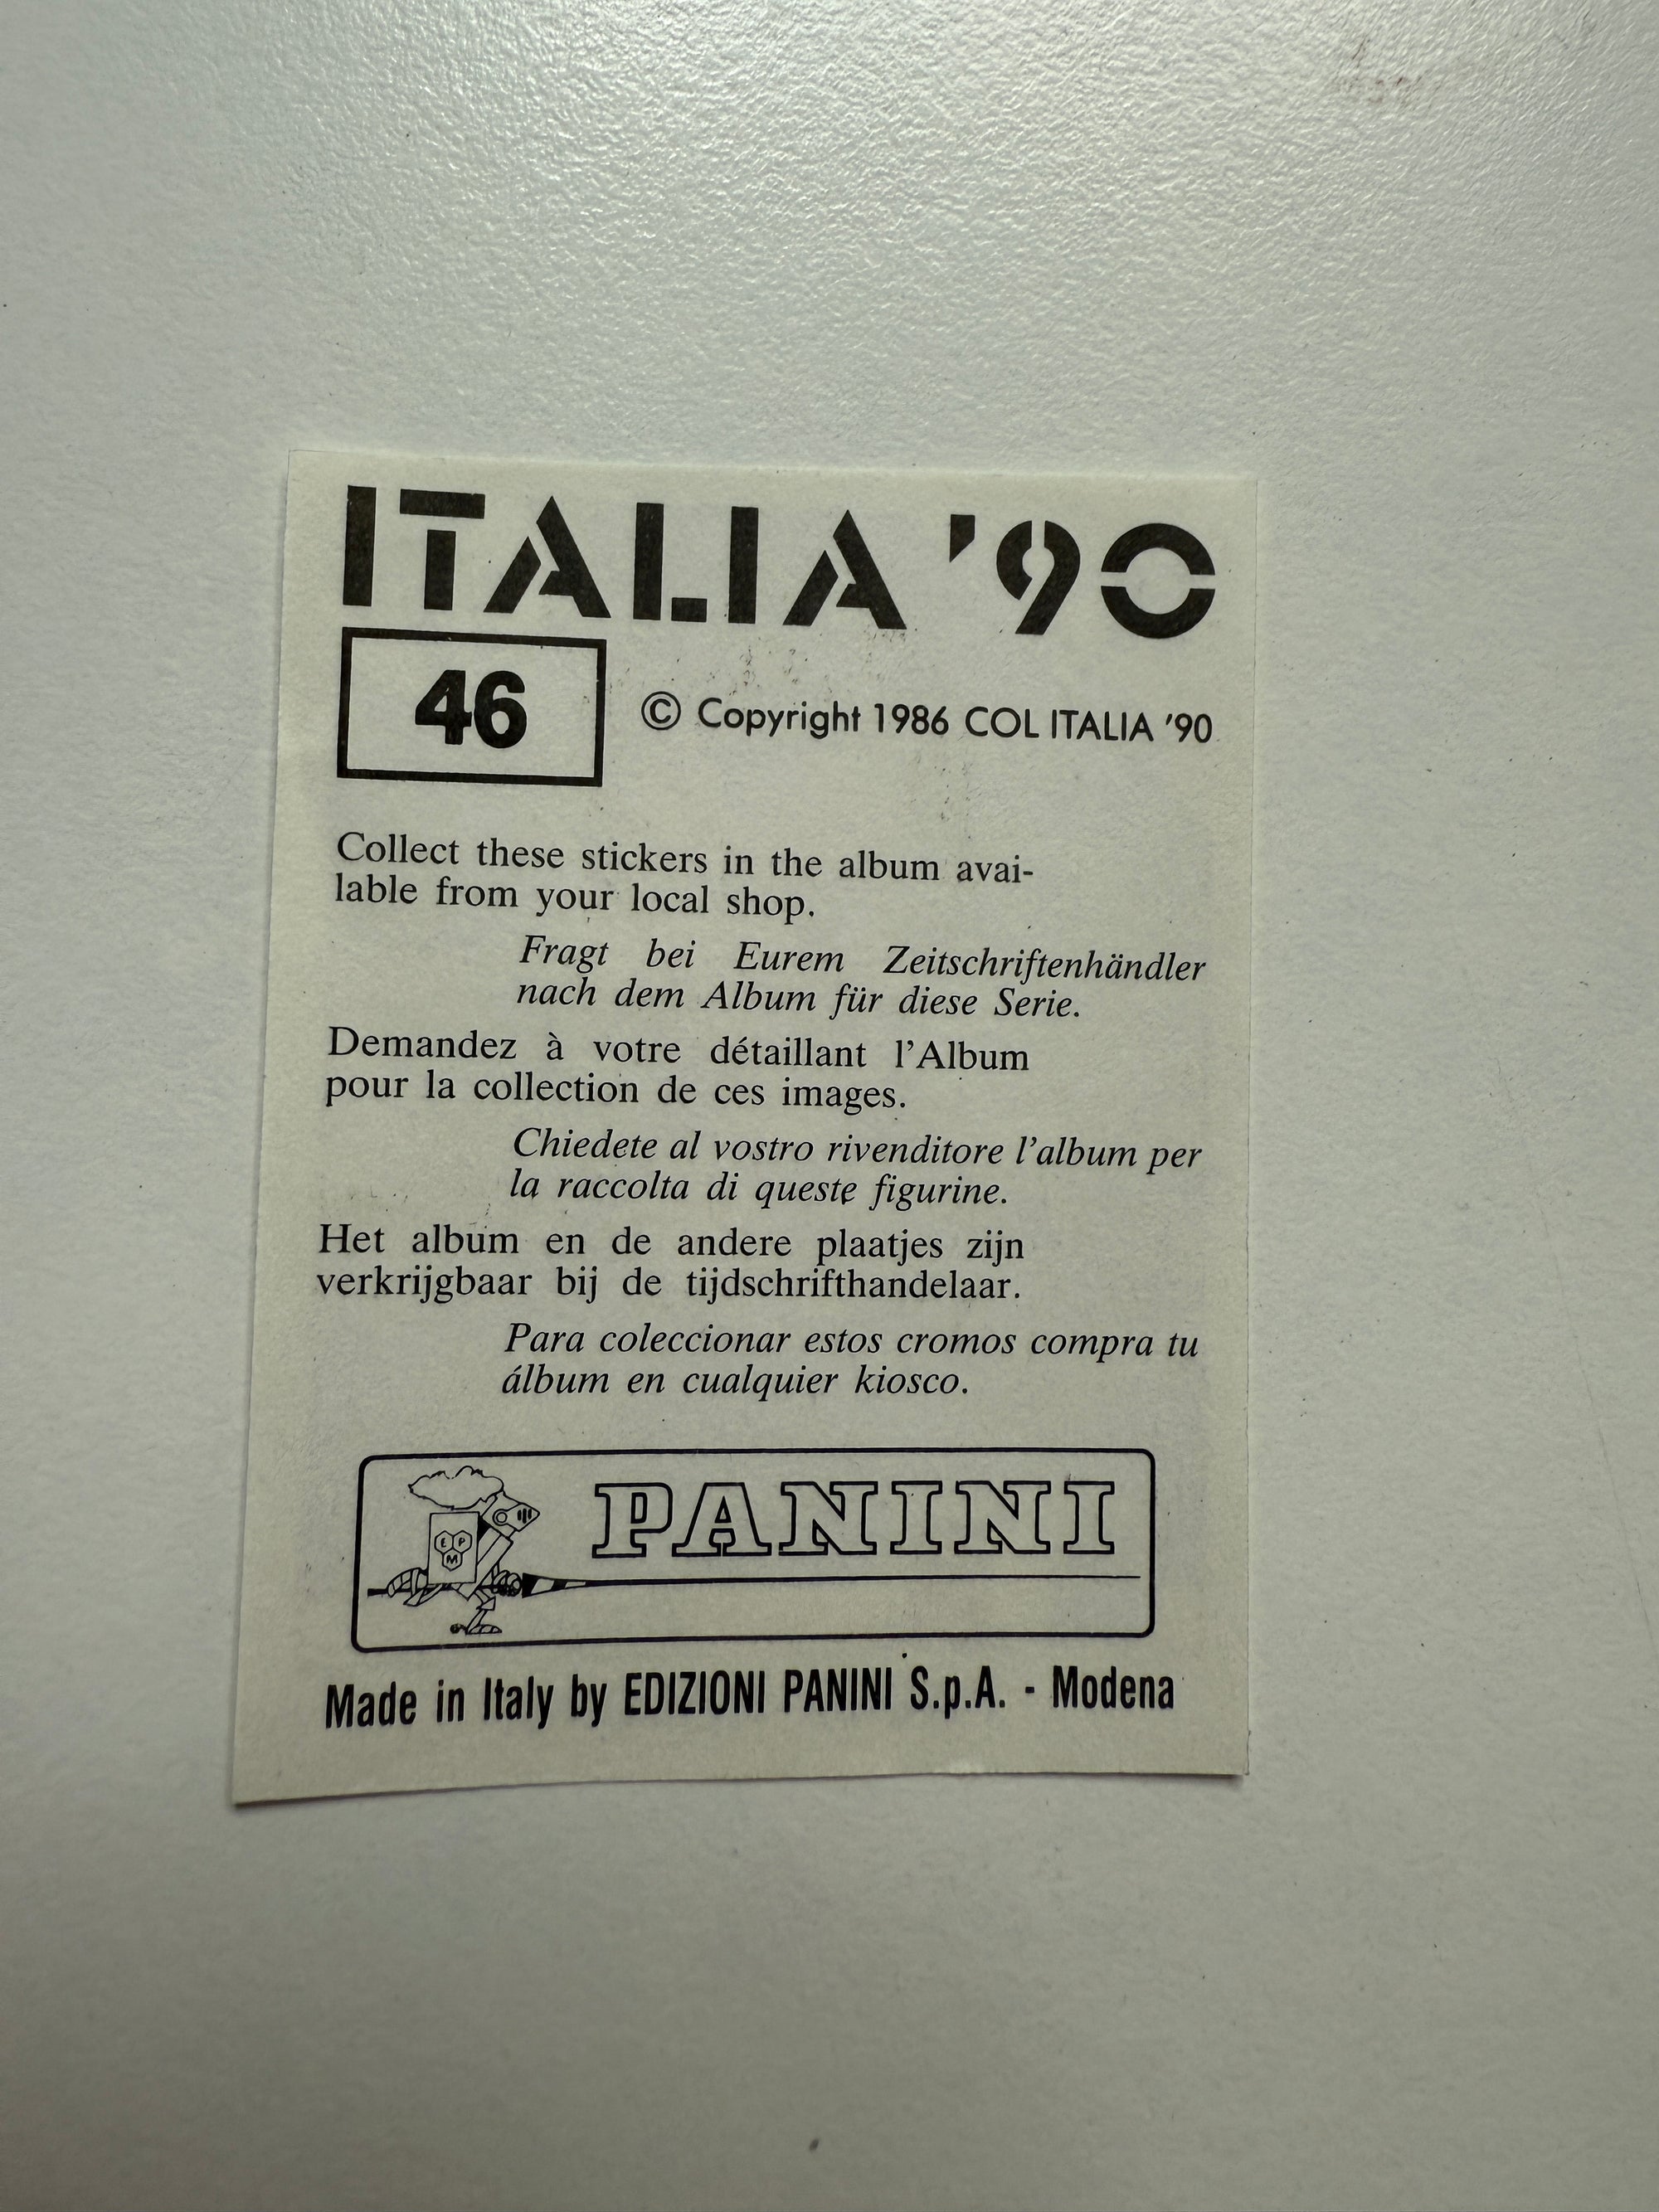 ITALIA '90
46
© Copyright 1986 COL ITALIA '90
Collect these stickers in the album avai-
lable from your local shop.
Fragt bei Eurem Zeitschriftenhändler
nach dem Album für diese Serie.
Demandez à votre détaillant l'Album
pour la collection de ces images.
Chiedete al vostro rivenditore l'album per
la raccolta di queste figurine.
Het album en de andere plaatjes zijn
verkrijgbaar bij de tijdschrifthandelaar.
Para coleccionar estos cromos compra tu
álbum en cualquier kiosco.
E P
M
PANINI
Made in Italy by EDIZIONI PANINI S.p.A. - Modena